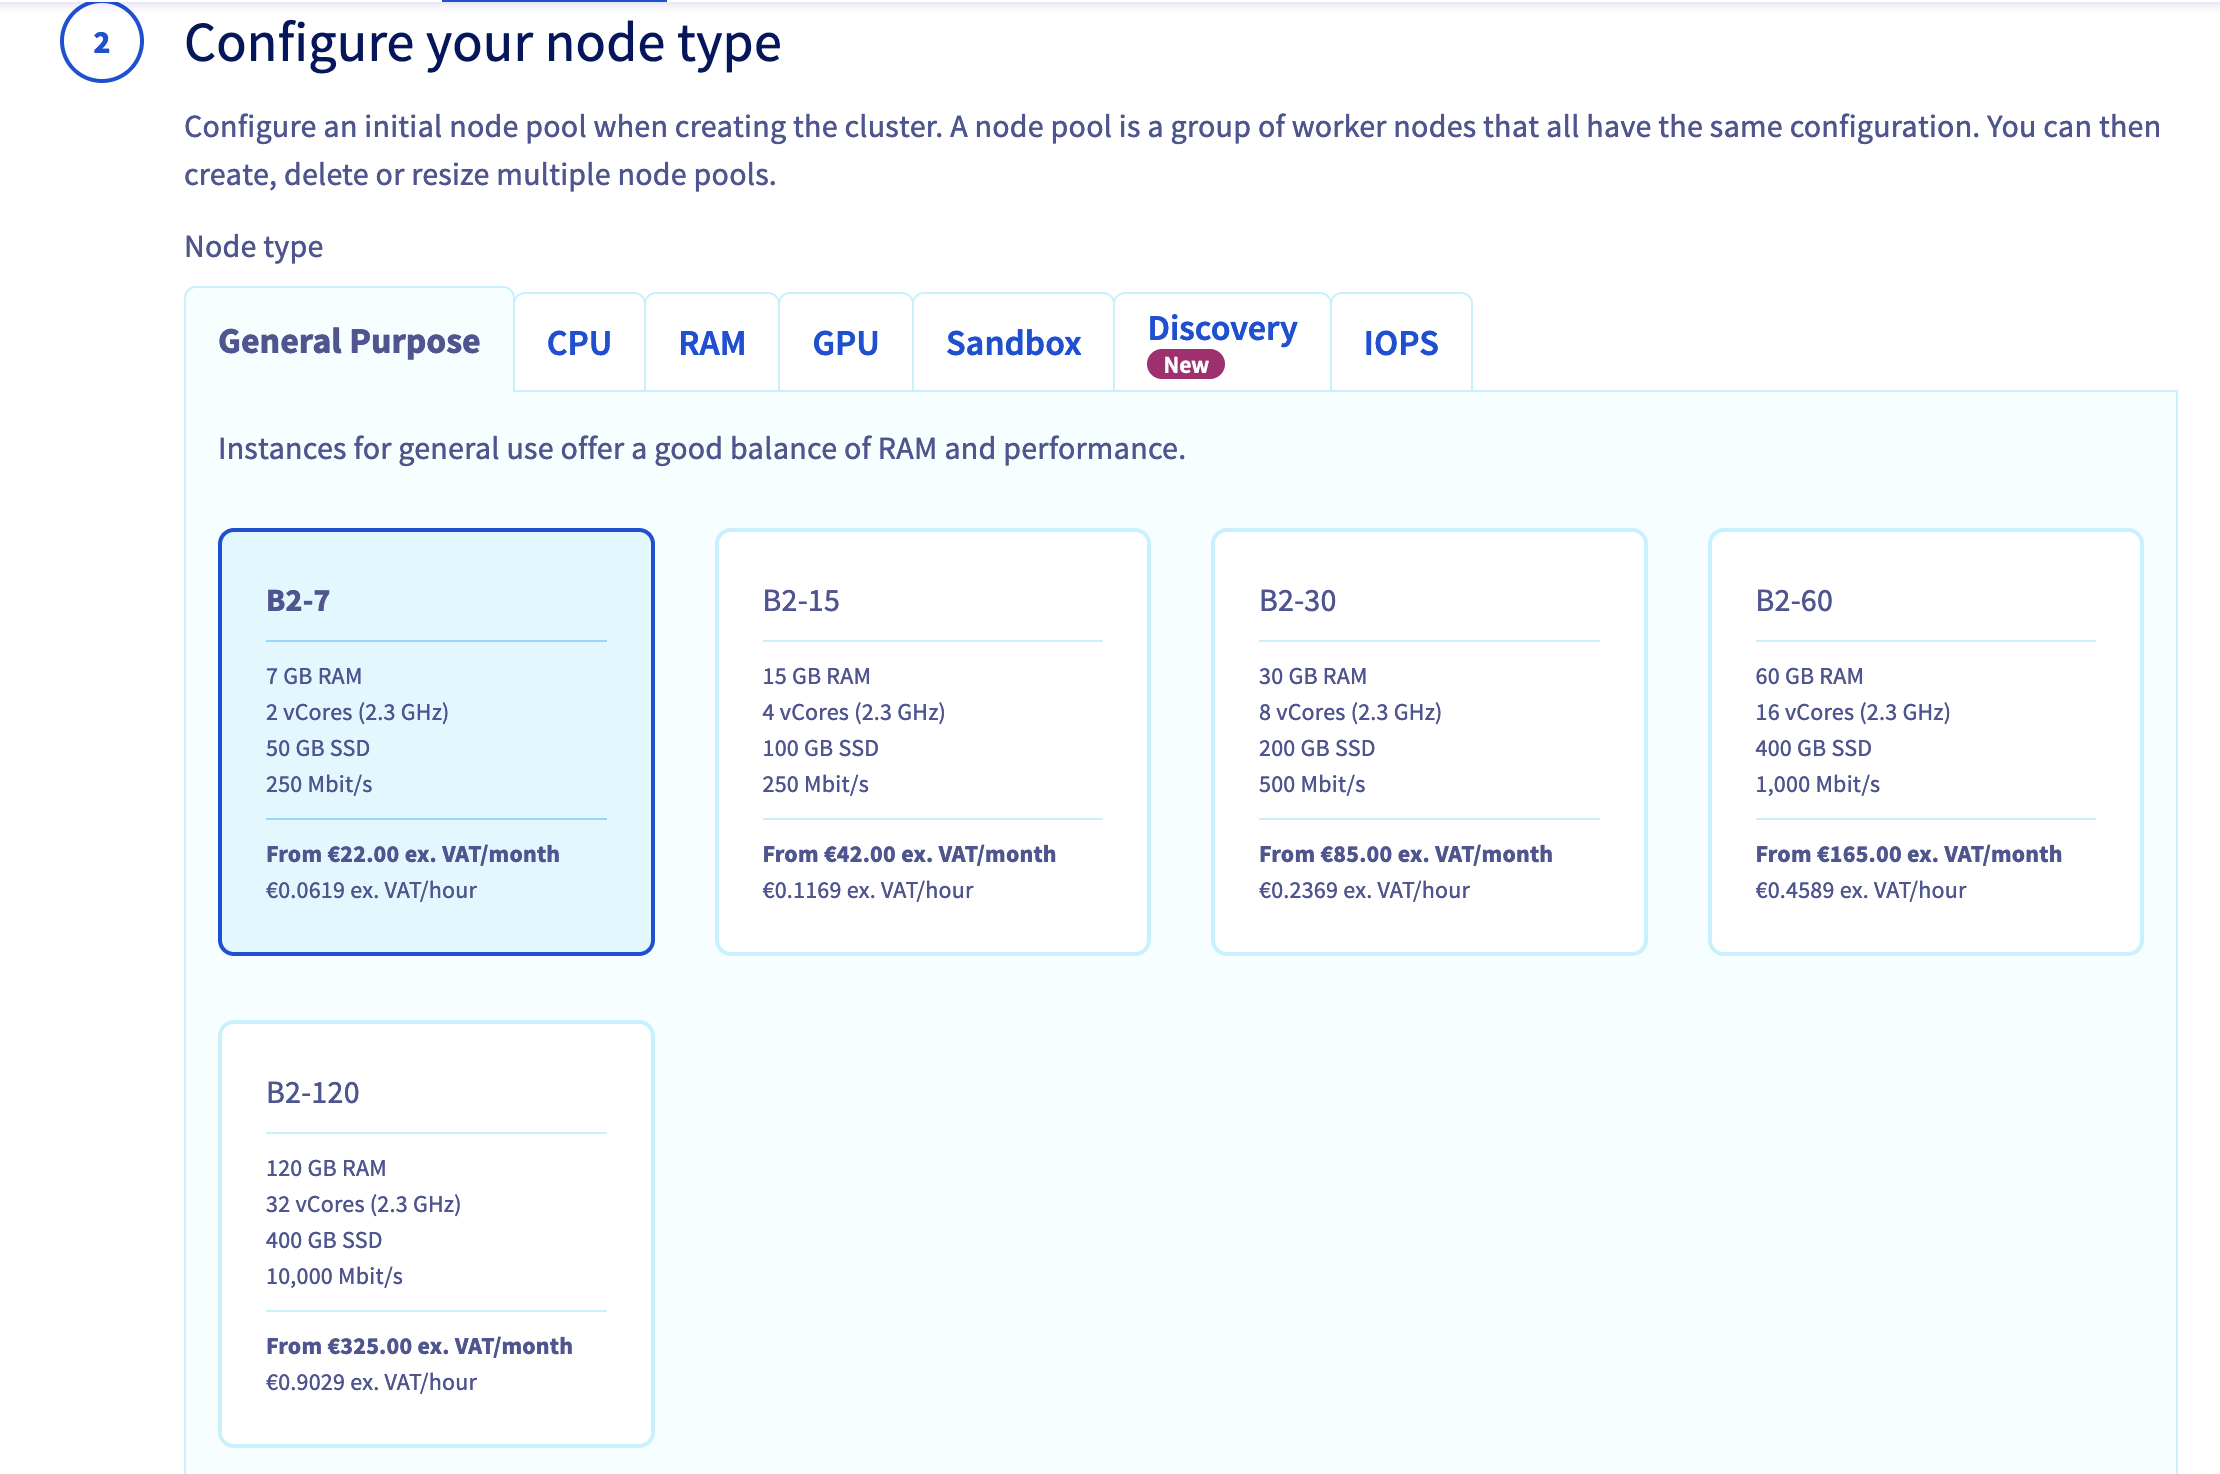 2
Configure your node type
Configure an initial node pool when creating the cluster. A node pool is a group of worker nodes that all have the same configuration. You can then
create, delete or resize multiple node pools.
Node type
General Purpose
CPU
RAM
GPU
Sandbox
Discovery
New
IOPS
Instances for general use offer a good balance of RAM and performance.
B2-7
7 GB RAM
2 vCores (2.3 GHz)
50 GB SSD
250 Mbit/s
From €22.00 ex. VAT/month
€0.0619 ex. VAT/hour
B2-15
15 GB RAM
4 vCores (2.3 GHz)
100 GB SSD
250 Mbit/s
From €42.00 ex. VAT/month
€0.1169 ex. VAT/hour
B2-30
30 GB RAM
8 vCores (2.3 GHz)
200 GB SSD
500 Mbit/s
From €85.00 ex. VAT/month
€0.2369 ex. VAT/hour
B2-60
60 GB RAM
16 vCores (2.3 GHz)
400 GB SSD
1,000 Mbit/s
From €165.00 ex. VAT/month
€0.4589 ex. VAT/hour
B2-120
120 GB RAM
32 vCores (2.3 GHz)
400 GB SSD
10,000 Mbit/s
From €325.00 ex. VAT/month
€0.9029 ex. VAT/hour